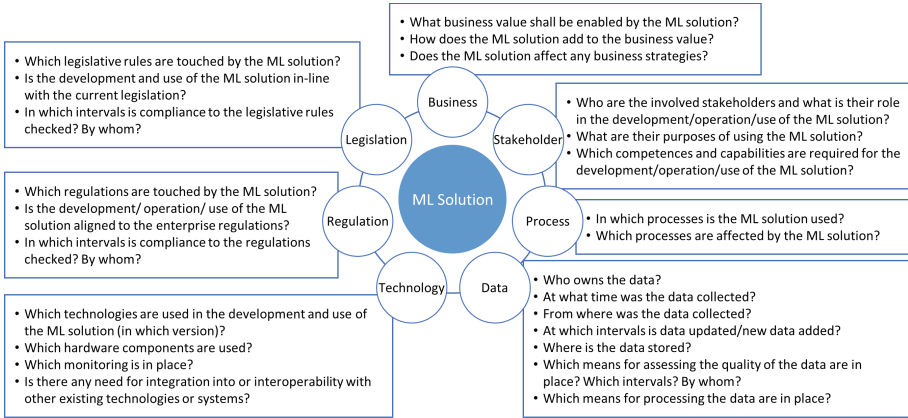 • What business value shall be enabled by the ML solution?
• How does the ML solution add to the business value?
• Does the ML solution affect any business strategies?
• Which legislative rules are touched by the ML solution?
• Is the development and use of the ML solution in-line
with the current legislation?
• In which intervals is compliance to the legislative rules
checked? By whom?
Business
Legislation
Stakeholder
• Who are the involved stakeholders and what is their role
in the development/operation/use of the ML solution?
• What are their purposes of using the ML solution?
• Which competences and capabilities are required for the
development/operation/use of the ML solution?
ML Solution
• Which regulations are touched by the ML solution?
• Is the development/ operation/ use of the ML
solution aligned to the enterprise regulations?
• In which intervals is compliance to the regulations
checked? By whom?
Regulation
Process
• In which processes is the ML solution used?
• Which processes are affected by the ML solution?
Technology
Data
• Which technologies are used in the development and use of
the ML solution (in which version)?
• Which hardware components are used?
• Which monitoring is in place?
• Is there any need for integration into or interoperability with
other existing technologies or systems?
• Who owns the data?
• At what time was the data collected?
• From where was the data collected?
• At which intervals is data updated/new data added?
• Where is the data stored?
• Which means for assessing the quality of the data are in
place? Which intervals? By whom?
• Which means for processing the data are in place?